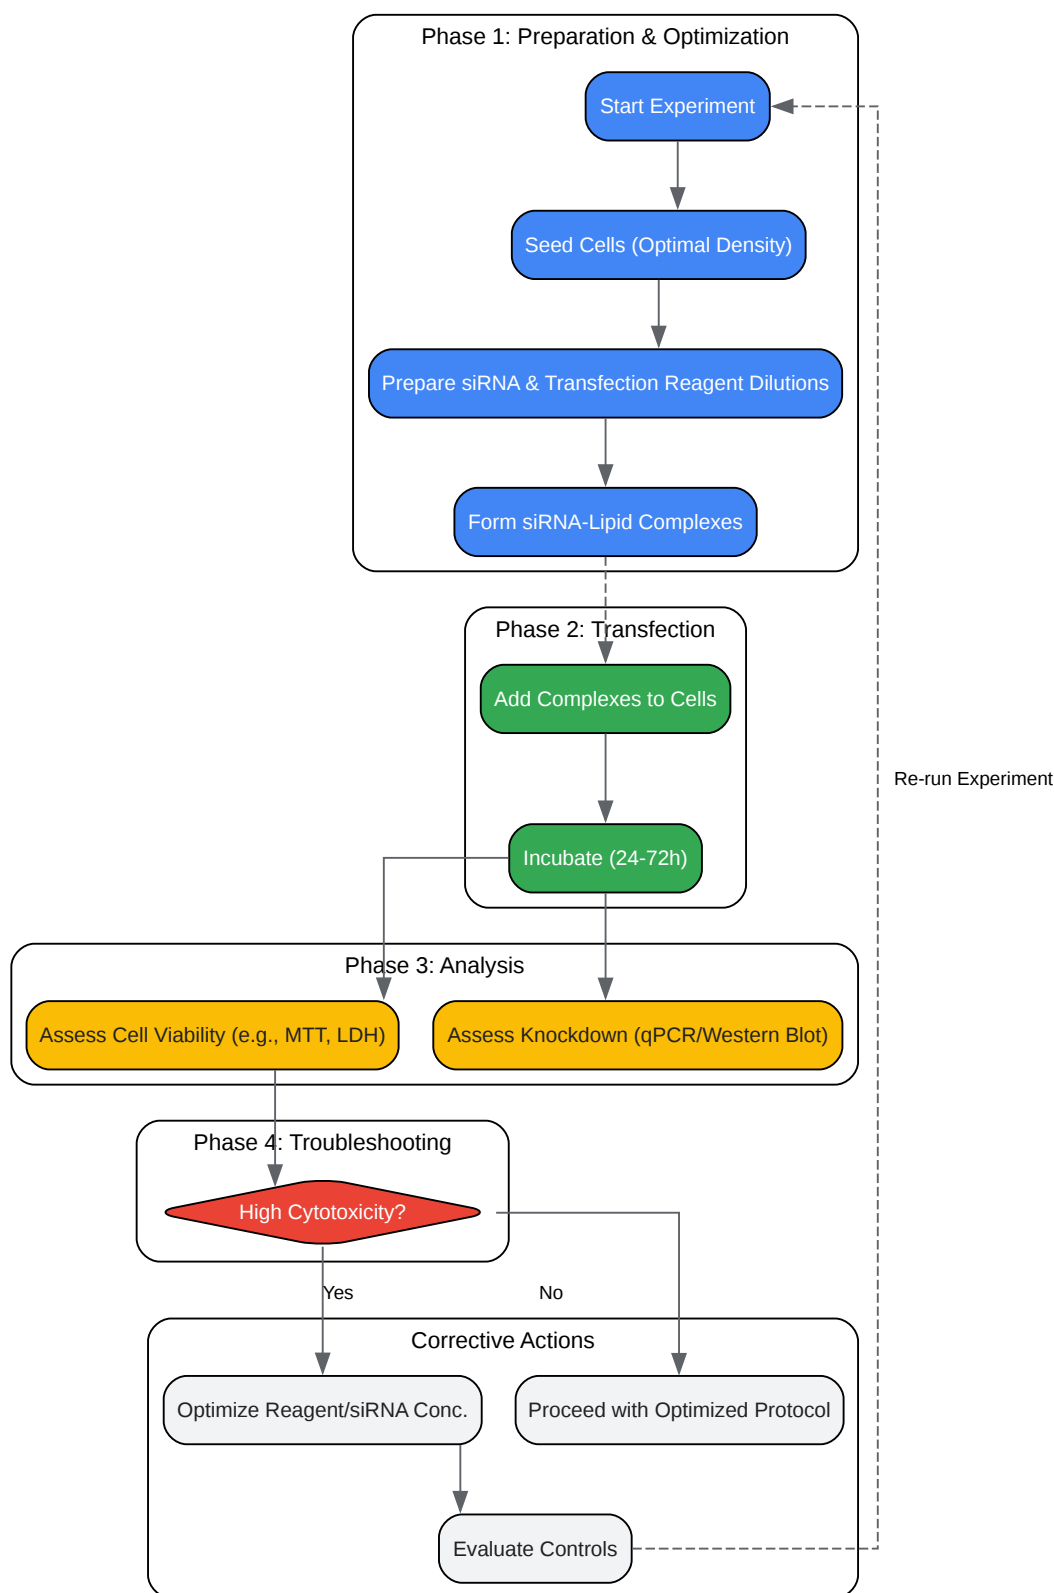 Phase 1: Preparation & Optimization
Start Experiment
Seed Cells (Optimal Density)
Prepare siRNA & Transfection Reagent Dilutions
Form siRNA-Lipid Complexes
Phase 2: Transfection
Add Complexes to Cells
Re-run Experiment
Incubate (24-72h)
Phase 3: Analysis
Assess Cell Viability (e.g., MTT, LDH)
Assess Knockdown (qPCR/Western Blot)
Phase 4: Troubleshooting
High Cytotoxicity?
Yes
No
Corrective Actions
Optimize Reagent/siRNA Conc.
Proceed with Optimized Protocol
Evaluate Controls